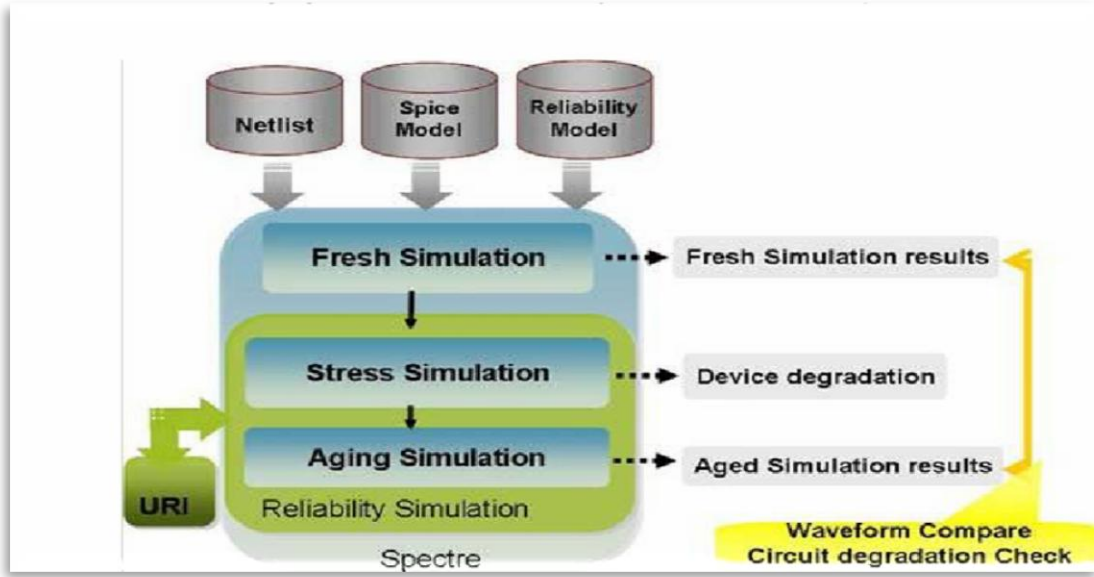 Netlist
Spice
Model
Reliability
Model
Fresh Simulation
Fresh Simulation results
Stress Simulation
Device degradation
Aging Simulation
Aged Simulation results
URI
Reliability Simulation
Spectre
Waveform Compare
Circuit degradation Check